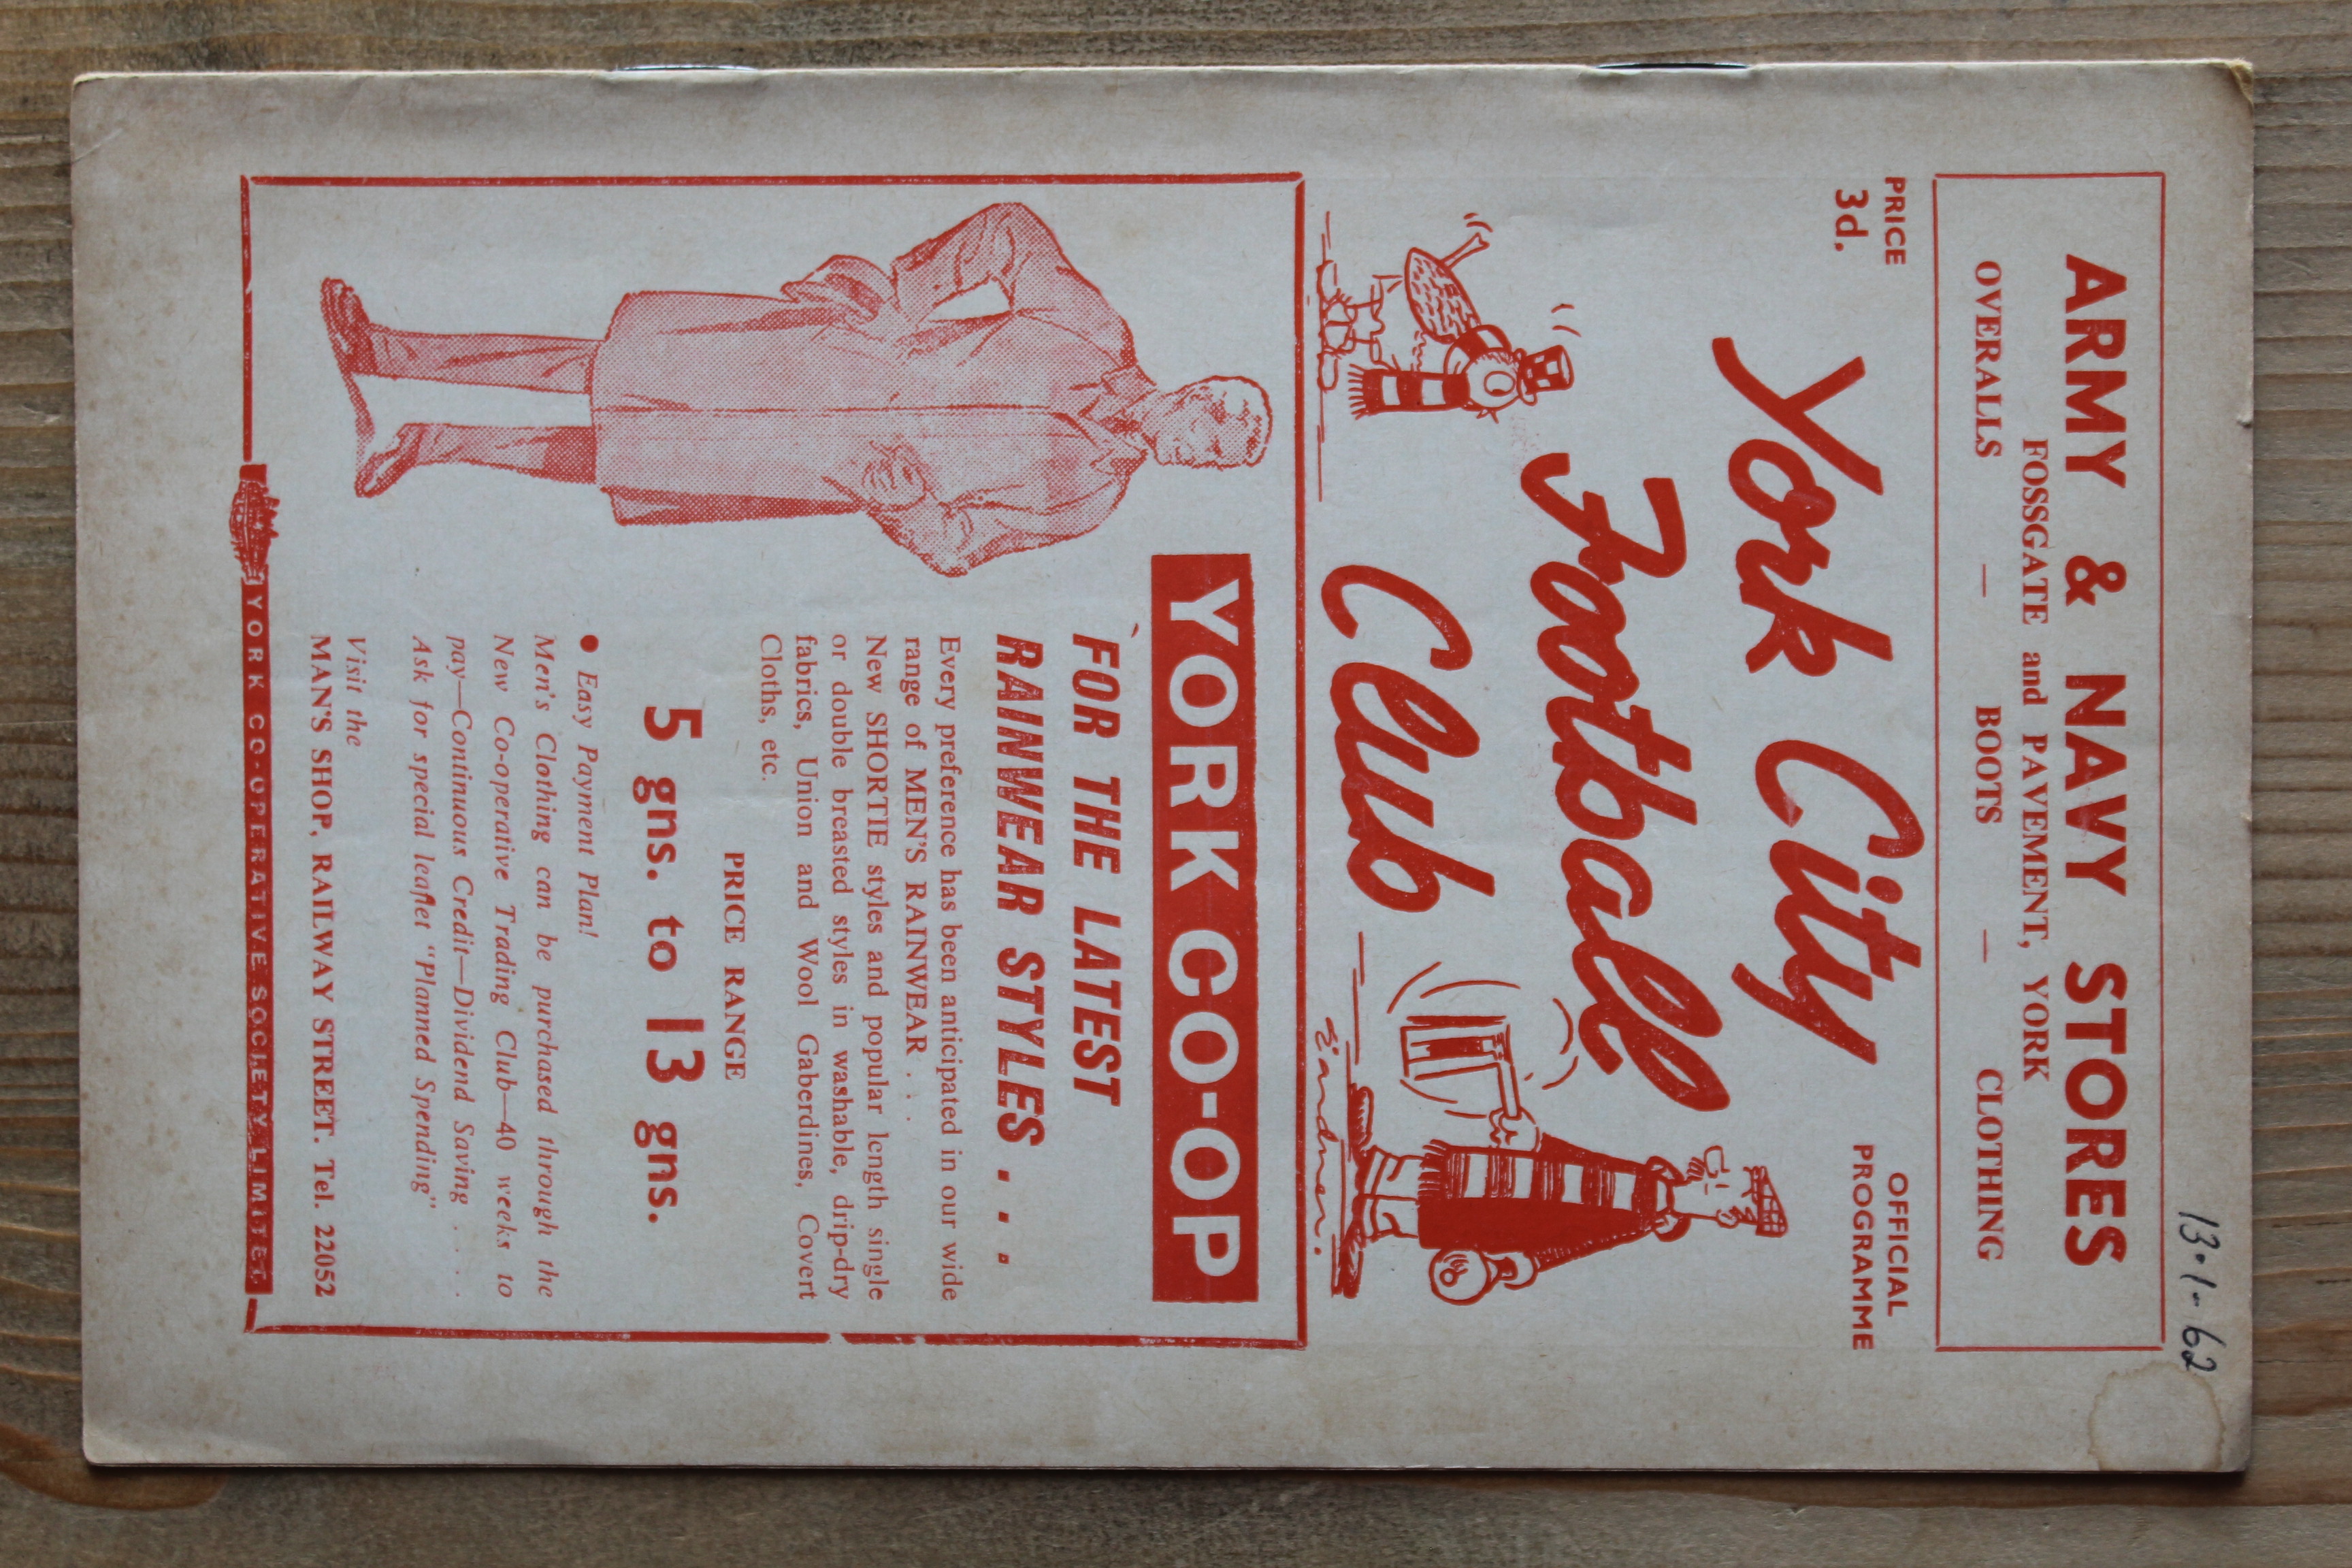 13.1-62
ARMY & NAVY STORES
FOSSGATE and PAVEMENT, YORK
OVERALLS — BOOTS — CLOTHING
PRICE
3d.
OFFICIAL
PROGRAMME
York City
Football
Club
Gardner.
YORK CO-OP
FOR THE LATEST
RAINWEAR STYLES . . .
Every preference has been anticipated in our wide
range of MEN'S RAINWEAR . . .
New SHORTIE styles and popular length single
or double breasted styles in washable, drip-dry
fabrics, Union and Wool Gaberdines, Covert
Cloths, etc.
PRICE RANGE
5 gns. to 13 gns.
● Easy Payment Plan!
Men's Clothing can be purchased through the
New Co-operative Trading Club—40 weeks to
pay—Continuous Credit—Dividend Saving . . . .
Ask for special leaflet "Planned Spending"
Visit the
MAN'S SHOP, RAILWAY STREET. Tel. 22052
YORK CO-OPERATIVE SOCIETY LIMITED